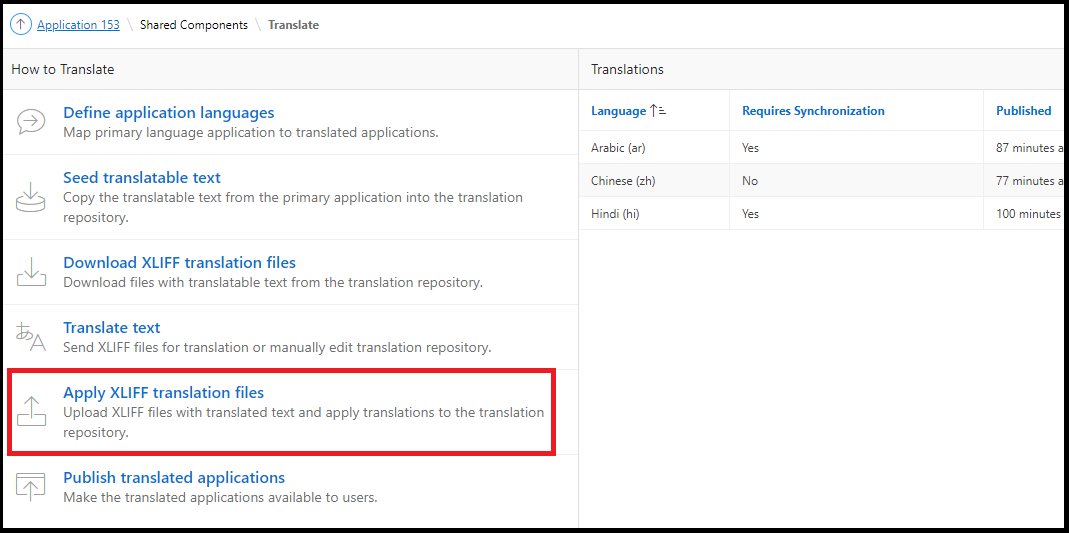 Application 153 \ Shared Components \ Translate
How to Translate
Define application languages
Map primary language application to translated applications.
Seed translatable text
Copy the translatable text from the primary application into the translation
repository.
Download XLIFF translation files
Download files with translatable text from the translation repository.
あA
Translate text
Send XLIFF files for translation or manually edit translation repository.
Apply XLIFF translation files
Upload XLIFF files with translated text and apply translations to the translation
repository.
Publish translated applications
Make the translated applications available to users.
Translations
Language Requires Synchronization Published
Arabic (ar) Yes 87 minutes a
Chinese (zh) No 77 minutes a
Hindi (hi) Yes 100 minutes